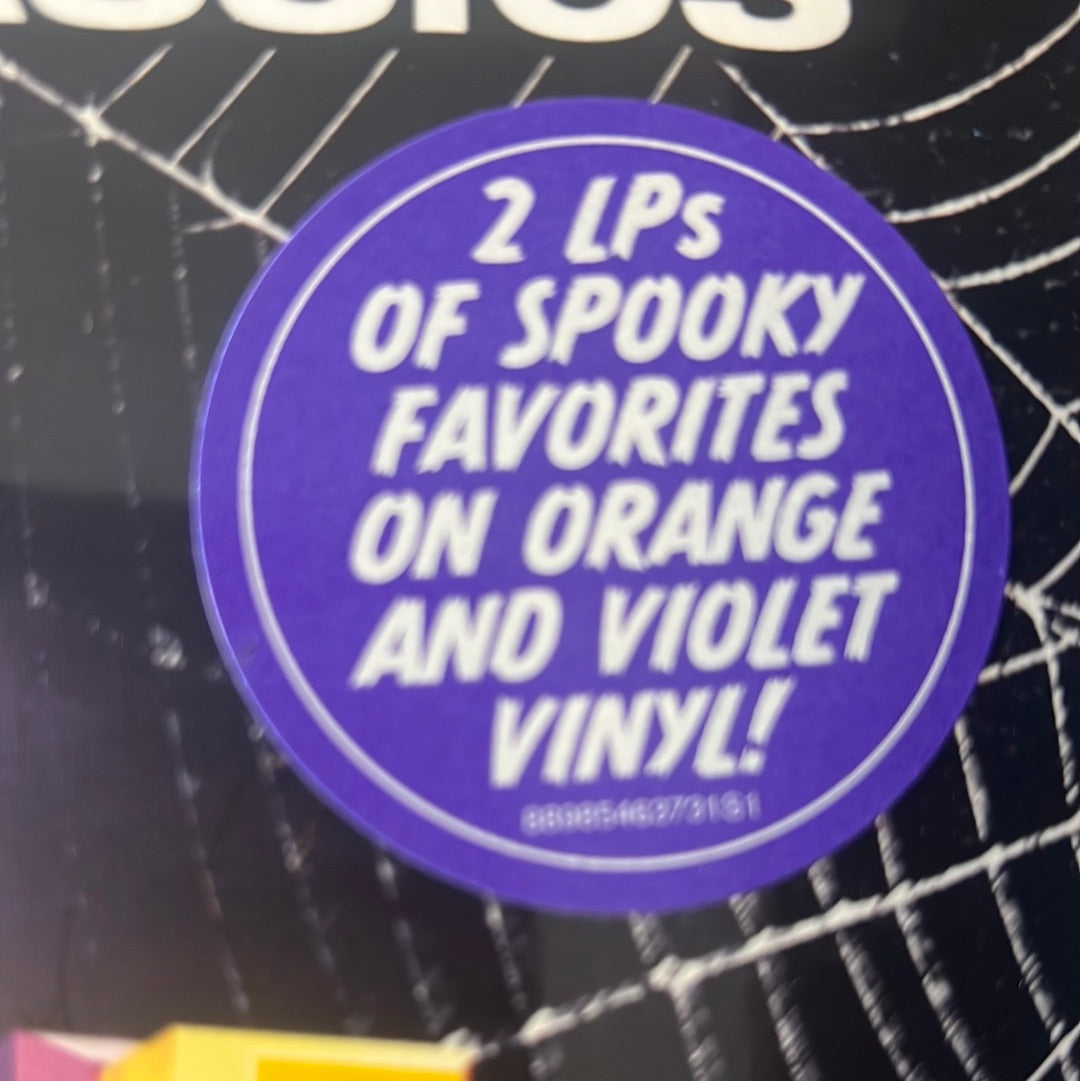 2 LPs
OF SPOOKY
FAVORITES
ON ORANGE
AND VIOLET
VINYL!